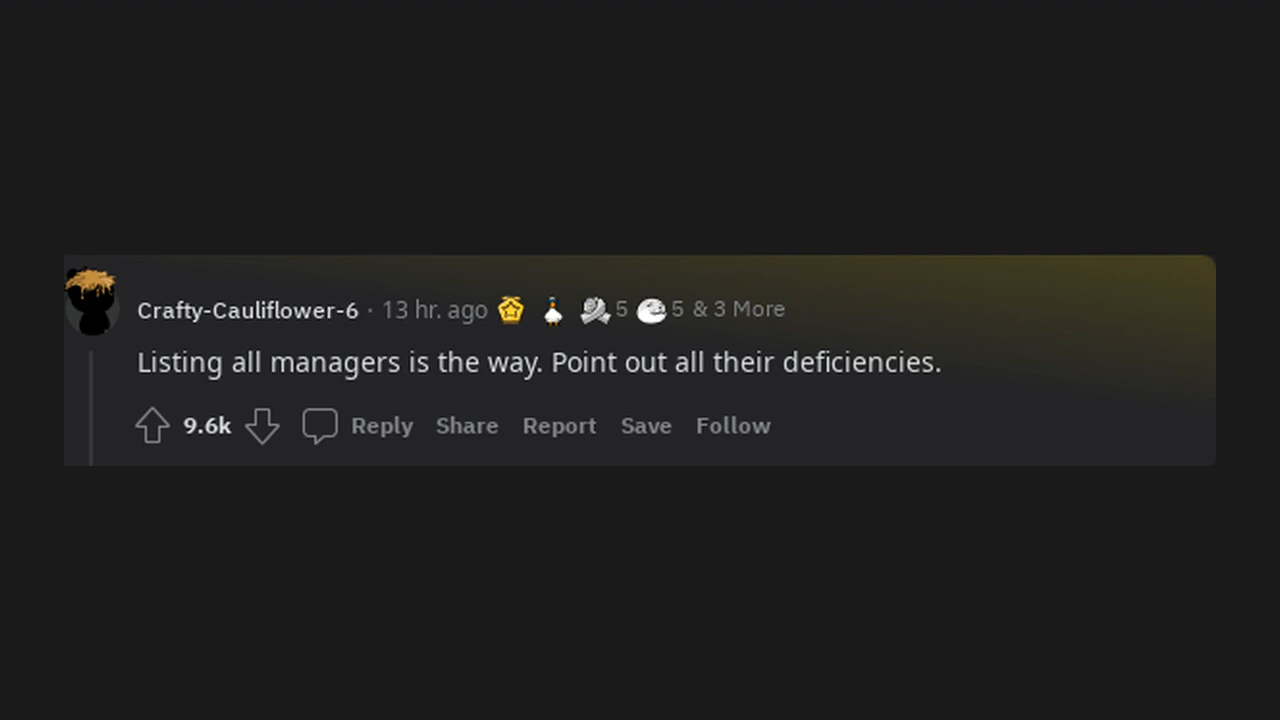 Crafty-Cauliflower-6 · 13 hr. ago 5 5 & 3 More
Listing all managers is the way. Point out all their deficiencies.
9.6k Reply Share Report Save Follow